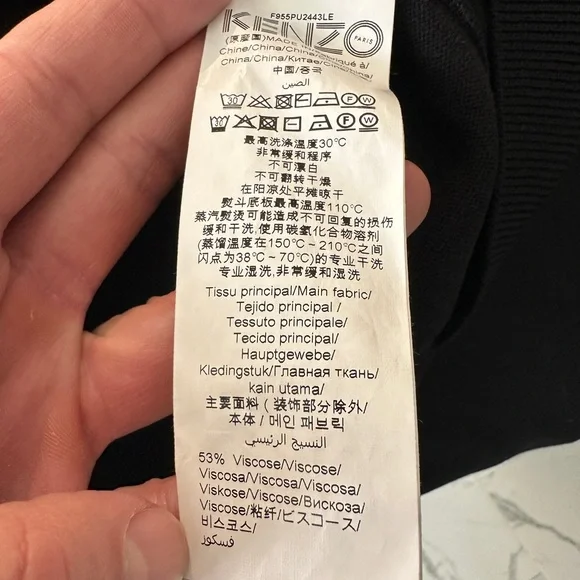 F955PU2443LE
KENZO
PARIS
(原産国)MADE
Chine/China/China/
China/China/Китае/
中国/중국
الصين
最高洗涤温度30℃
非常缓和程序
不可漂白
不可翻转干燥
在阳凉处平摊晾干
熨斗底板最高温度110℃
蒸汽熨烫可能造成不可回复的损伤
缓和干洗,使用碳氢化合物溶剂
(蒸馏温度在150℃~210℃之间
闪点为38℃~70℃)的专业干洗
专业湿洗,非常缓和湿洗
Tissu principal/Main fabric/
Tejido principal /
Tessuto principale/
Tecido principal/
Hauptgewebe/
Kledingstuk/Главная ткань/
kain utama/
主要面料 ( 装饰部分除外/
本体 / 메인 패브릭
النسيج الرئيسي
53% Viscose/Viscose/
Viscosa/Viscosa/Viscosa/
Viskose/Viscose/Вискоза/
Viscose/粘纤/ビスコース/
비스코스/
فسكوز